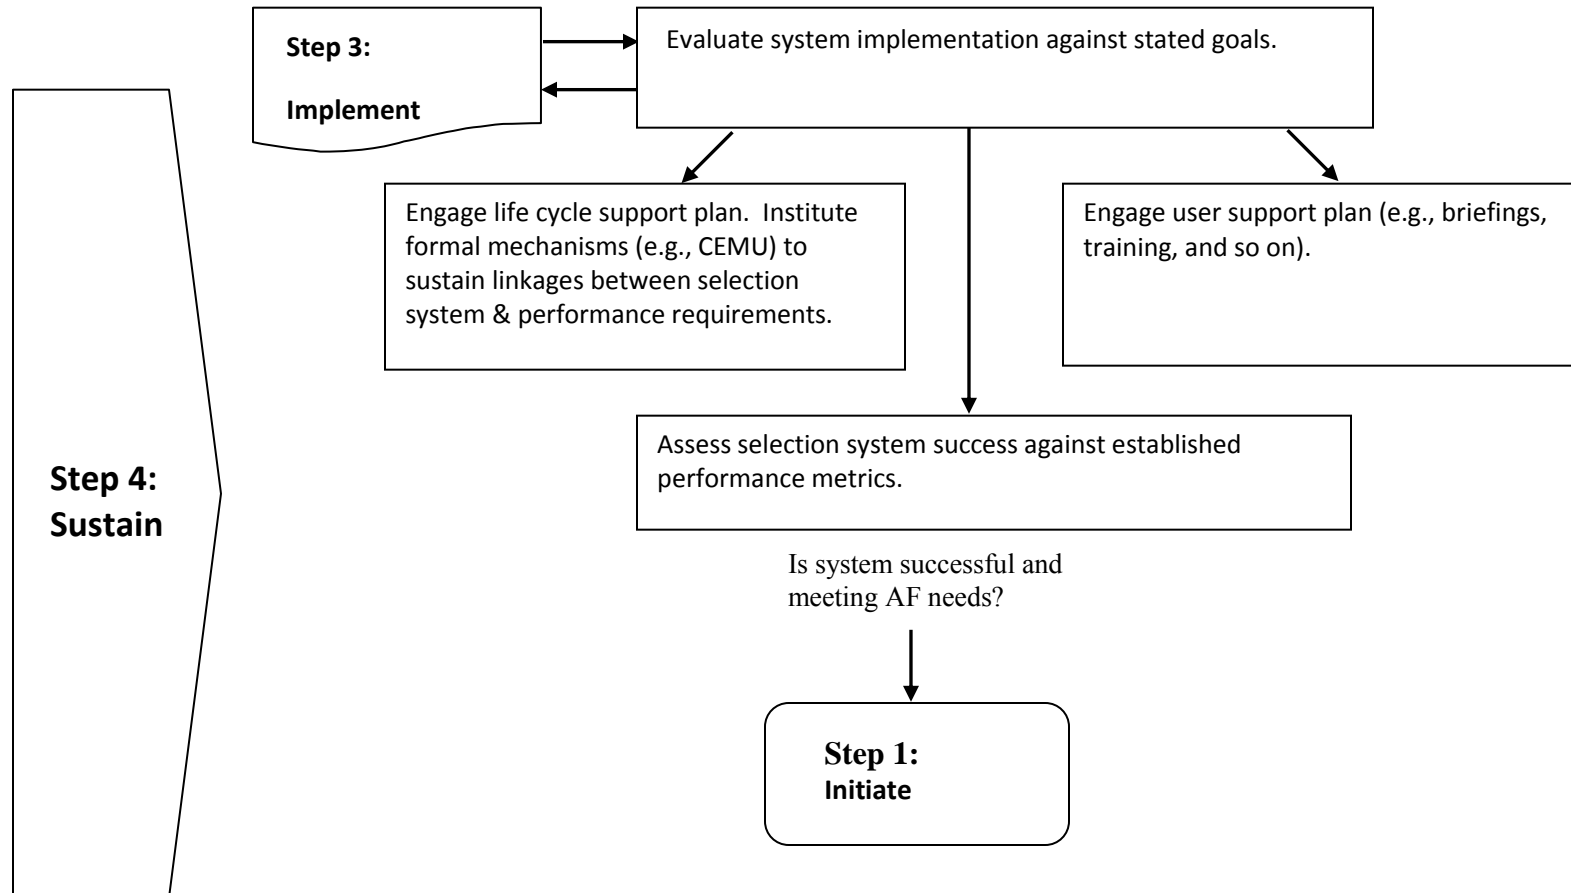 Step 3:
Implement
Evaluate system implementation against stated goals.
Engage life cycle support plan.  Institute
formal mechanisms (e.g., CEMU) to
sustain linkages between selection
system & performance requirements.
Engage user support plan (e.g., briefings,
training, and so on).
Step 4:
Sustain
Assess selection system success against established
performance metrics.
Is system successful and
meeting AF needs?
Step 1:
Initiate